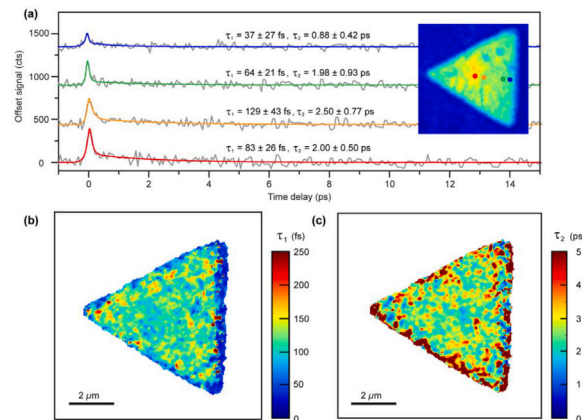 (a)
1500
1000
500
0
Offset signal (cts)
τ1 = 37 ± 27 fs , τ2 = 0.88 ± 0.42 ps
τ1 = 64 ± 21 fs , τ2 = 1.98 ± 0.93 ps
τ1 = 129 ± 43 fs , τ2 = 2.50 ± 0.77 ps
τ1 = 83 ± 26 fs , τ2 = 2.00 ± 0.50 ps
0 2 4 6 8 10 12 14
Time delay (ps)
(b)
τ1 (fs)
250
200
150
100
50
0
2 µm
(c)
τ2 (ps)
5
4
3
2
1
0
2 µm